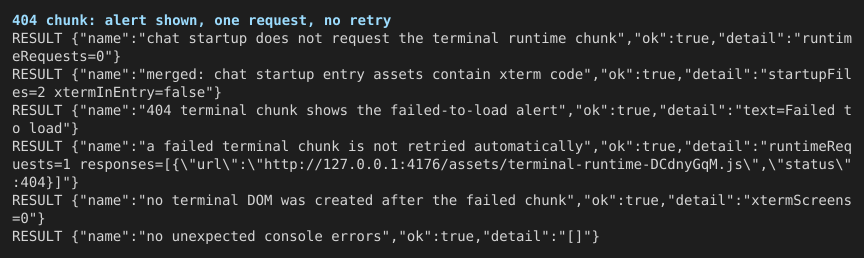 404 chunk: alert shown, one request, no retry
RESULT {"name":"chat startup does not request the terminal runtime chunk","ok":true,"detail":"runtim
eRequests=0"}
RESULT {"name":"merged: chat startup entry assets contain xterm code","ok":true,"detail":"startupFil
es=2 xtermInEntry=false"}
RESULT {"name":"404 terminal chunk shows the failed-to-load alert","ok":true,"detail":"text=Failed t
o load"}
RESULT {"name":"a failed terminal chunk is not retried automatically","ok":true,"detail":"runtimeReq
uests=1 responses=[{\"url\":\"http://127.0.0.1:4176/assets/terminal-runtime-DCdnyGqM.js\",\"status\"
:404}]"}
RESULT {"name":"no terminal DOM was created after the failed chunk","ok":true,"detail":"xtermScreens
=0"}
RESULT {"name":"no unexpected console errors","ok":true,"detail":"[]"}